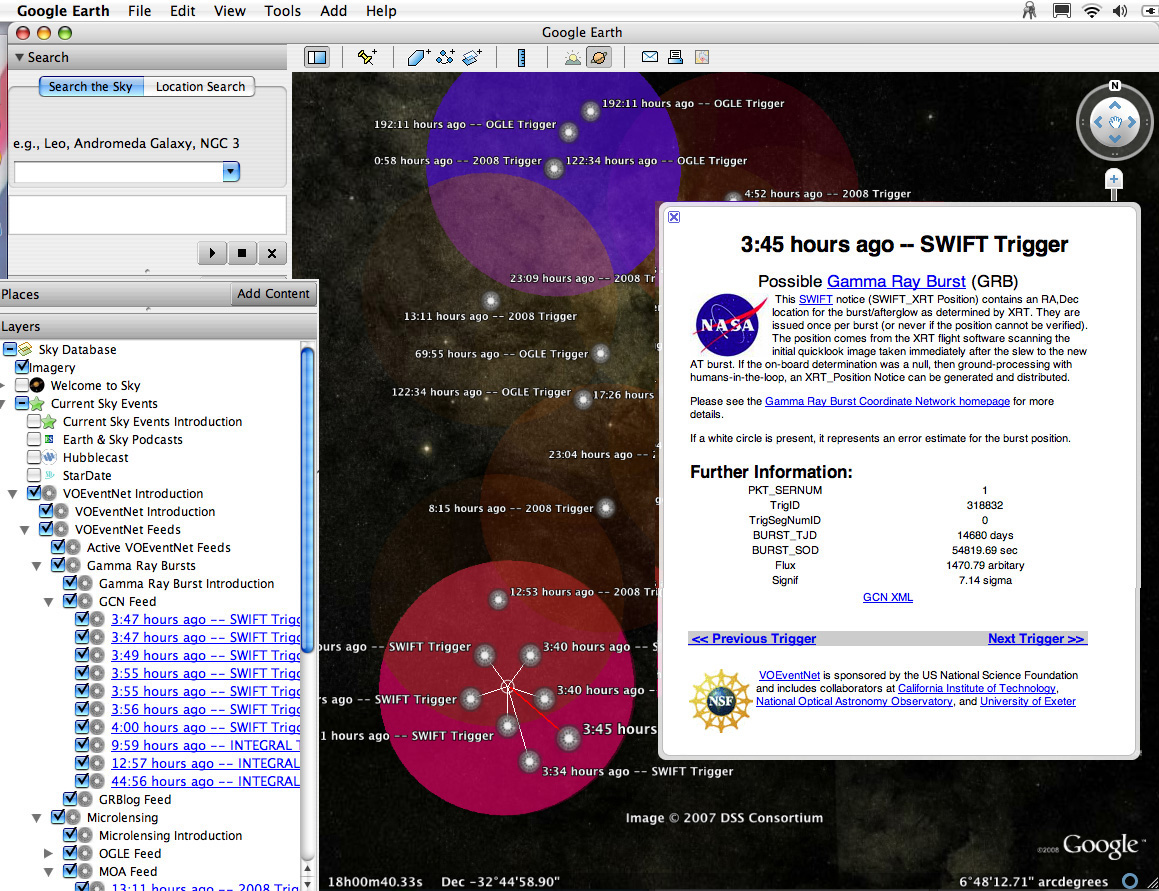 Google Earth File Edit View Tools Add Help
Google Earth
Search
Search the Sky Location Search
e.g., Leo, Andromeda Galaxy, NGC 3
Places Add Content
Layers
Sky Database
Imagery
Welcome to Sky
Current Sky Events
Current Sky Events Introduction
Earth & Sky Podcasts
Hubblecast
StarDate
VOEventNet Introduction
VOEventNet Introduction
VOEventNet Feeds
Active VOEventNet Feeds
Gamma Ray Bursts
Gamma Ray Burst Introduction
GCN Feed
3:47 hours ago -- SWIFT Trigg
3:47 hours ago -- SWIFT Trigg
3:49 hours ago -- SWIFT Trigg
3:55 hours ago -- SWIFT Trigg
3:55 hours ago -- SWIFT Trigg
3:56 hours ago -- SWIFT Trigg
4:00 hours ago -- SWIFT Trigg
9:59 hours ago -- INTEGRAL T
12:57 hours ago -- INTEGRAL
44:56 hours ago -- INTEGRAL
GRBlog Feed
Microlensing
Microlensing Introduction
OGLE Feed
MOA Feed
13:11 hours ago -- 2008 Trig
N
192:11 hours ago -- OGLE Trigger
192:11 hours ago -- OGLE Trigger
0:58 hours ago -- 2008 Trigger
122:34 hours ago -- OGLE Trigger
4:52 hours ago -- 2008 Trigger
23:09 hours ago -- 2008 Tr
13:11 hours ago -- 2008 Trigger
69:55 hours ago -- OGLE Trigger
122:34 hours ago -- OGLE Trigger
17:26 hours
23:04 hours ago --
8:15 hours ago -- 2008 Trigger
12:53 hours ago -- 2008 Tr
urs ago -- SWIFT Trigger
3:40 hours ago -- S
3:40 hours ago --
rs ago -- SWIFT Trigger
3:45 hours
1 hours ago -- SWIFT Trigger
3:34 hours ago -- SWIFT Trigger
Image © 2007 DSS Consortium
©2008 Google™
18h00m40.33s Dec -32°44'58.90" 6°48'12.71" arcdegrees
3:45 hours ago -- SWIFT Trigger
Possible Gamma Ray Burst (GRB)
NASA
This SWIFT notice (SWIFT_XRT Position) contains an RA,Dec
location for the burst/afterglow as determined by XRT. They are
issued once per burst (or never if the position cannot be verified).
The position comes from the XRT flight software scanning the
initial quicklook image taken immediately after the slew to the new
AT burst. If the on-board determination was a null, then ground-processing with
humans-in-the-loop, an XRT_Position Notice can be generated and distributed.
Please see the Gamma Ray Burst Coordinate Network homepage for more
details.
If a white circle is present, it represents an error estimate for the burst position.
Further Information:
PKT_SERNUM 1
TrigID 318832
TrigSegNumID 0
BURST_TJD 14680 days
BURST_SOD 54819.69 sec
Flux 1470.79 arbitary
Signif 7.14 sigma
GCN XML
<< Previous Trigger Next Trigger >>
NSF
VOEventNet is sponsored by the US National Science Foundation
and includes collaborators at California Institute of Technology,
National Optical Astronomy Observatory, and University of Exeter